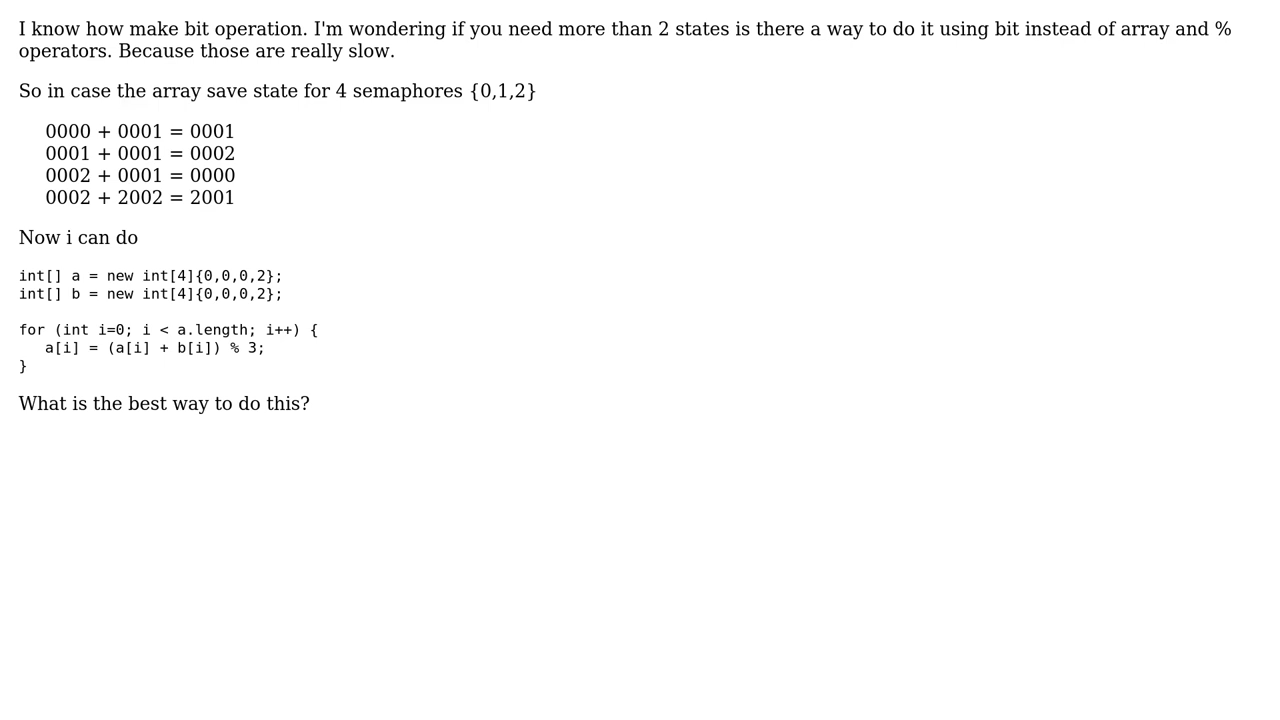 I know how make bit operation. I'm wondering if you need more than 2 states is there a way to do it using bit instead of array and %
operators. Because those are really slow.
So in case the array save state for 4 semaphores {0,1,2}
0000 + 0001 = 0001
0001 + 0001 = 0002
0002 + 0001 = 0000
0002 + 2002 = 2001
Now i can do
int[] a = new int[4]{0,0,0,2};
int[] b = new int[4]{0,0,0,2};
for (int i=0; i < a.length; i++) {
   a[i] = (a[i] + b[i]) % 3;
}
What is the best way to do this?